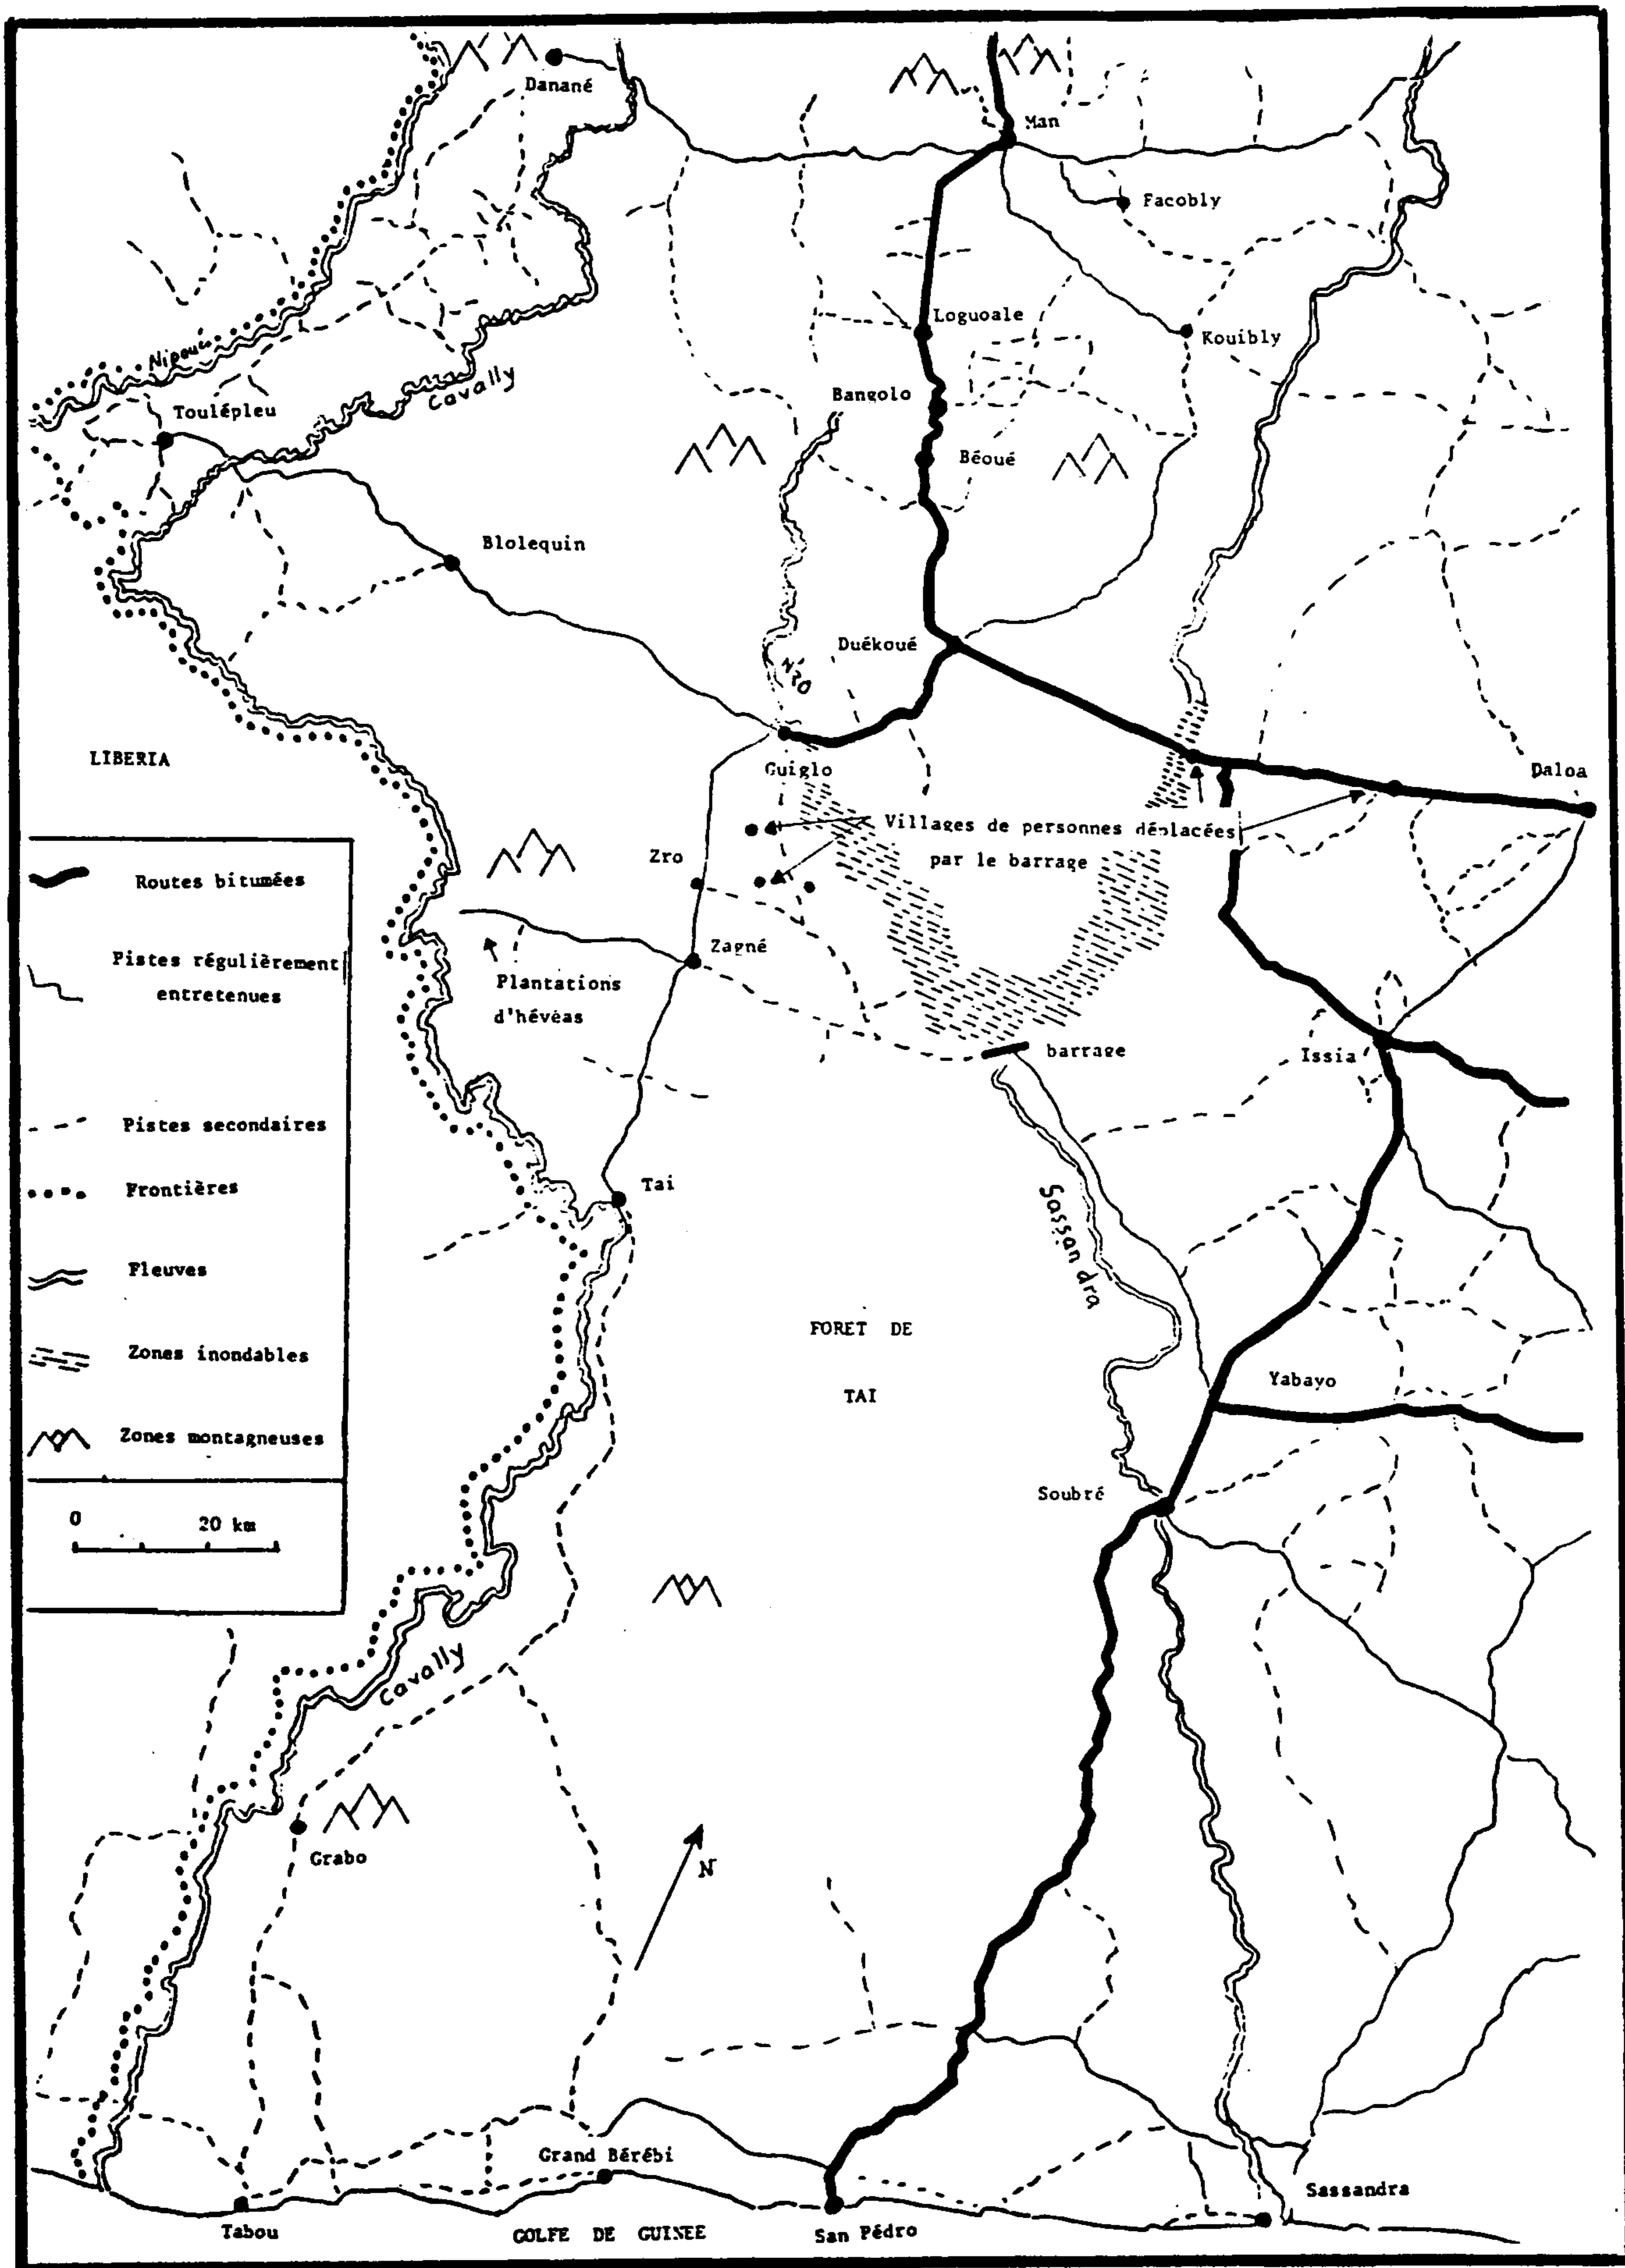 Danané
Man
Facobly
Loguoale
Kouibly
Nipoué
Cavally
Bangolo
Toulépleu
Béoué
Blolequin
Duékoué
N'zo
LIBERIA
Guiglo
Daloa
Villages de personnes déplacées
par le barrage
Zro
Zagné
Plantations
d'hévéas
barrage
Issia
Routes bitumées
Pistes régulièrement
entretenues
Pistes secondaires
Frontières
Fleuves
Zones inondables
Zones montagneuses
0 20 km
Tai
Sassandra
FORET DE
TAI
Yabayo
Soubré
Cavally
Grabo
N
Grand Bérébi
Sassandra
Tabou
GOLFE DE GUINEE
San Pédro